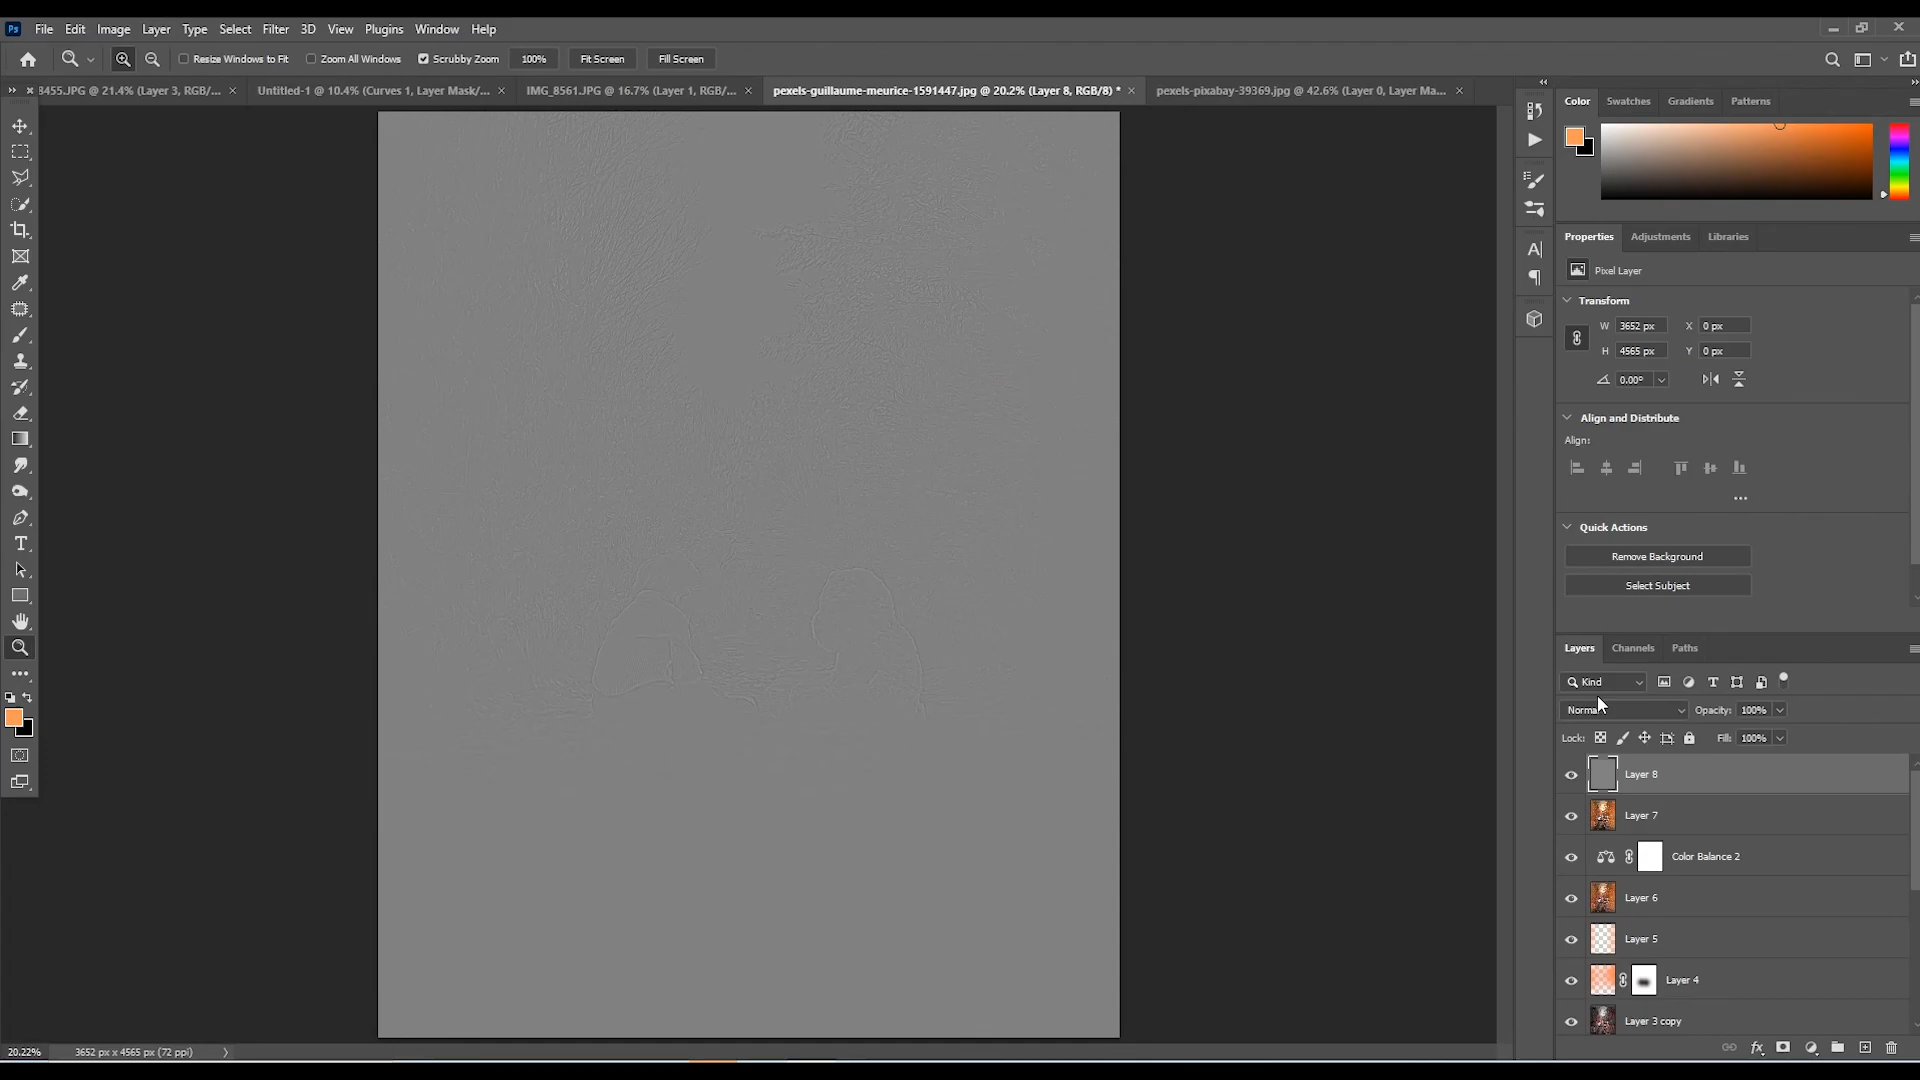 Ps File Edit Image Layer Type Select Filter 3D View Plugins Window Help
Resize Windows to Fit Zoom All Windows Scrubby Zoom 100% Fit Screen Fill Screen
8455.JPG @ 21.4% (Layer 3, RGB/... Untitled-1 @ 10.4% (Curves 1, Layer Mask/... IMG_8561.JPG @ 16.7% (Layer 1, RGB/... pexels-guillaume-meurice-1591447.jpg @ 20.2% (Layer 8, RGB/8) * pexels-pixabay-39369.jpg @ 42.6% (Layer 0, Layer Ma...
Color Swatches Gradients Patterns
Properties Adjustments Libraries
Pixel Layer
Transform
W 3652 px X 0 px
H 4565 px Y 0 px
0.00°
Align and Distribute
Align:
Quick Actions
Remove Background
Select Subject
Layers Channels Paths
Kind
Normal Opacity: 100%
Lock: Fill: 100%
Layer 8
Layer 7
Color Balance 2
Layer 6
Layer 5
Layer 4
Layer 3 copy
fx
20.22% 3652 px x 4565 px (72 ppi)